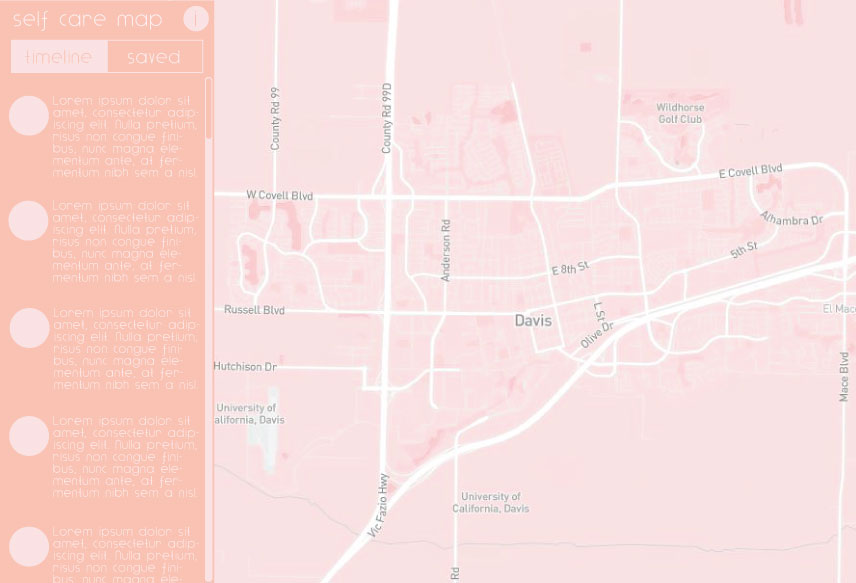 self care map
timeline saved
Lorem ipsum dolor sit
amet, consectetur adip-
iscing elit. Nulla pretium,
risus non congue fini-
bus, nunc magna ele-
mentum ante, at fer-
mentum nibh sem a nisl.
Lorem ipsum dolor sit
amet, consectetur adip-
iscing elit. Nulla pretium,
risus non congue fini-
bus, nunc magna ele-
mentum ante, at fer-
mentum nibh sem a nisl.
Lorem ipsum dolor sit
amet, consectetur adip-
iscing elit. Nulla pretium,
risus non congue fini-
bus, nunc magna ele-
mentum ante, at fer-
mentum nibh sem a nisl.
Lorem ipsum dolor sit
amet, consectetur adip-
iscing elit. Nulla pretium,
risus non congue fini-
bus, nunc magna ele-
mentum ante, at fer-
mentum nibh sem a nisl.
Lorem ipsum dolor sit
amet, consectetur adip-
iscing elit. Nulla pretium,
risus non congue fini-
bus, nunc magna ele-
County Rd 99
County Rd 99D
Wildhorse
Golf Club
E Covell Blvd
W Covell Blvd
Alhambra Dr
Anderson Rd
5th St
E 8th St
Russell Blvd
L St
El Mac
Davis
Olive Dr
Hutchison Dr
Mace Blvd
University of
alifornia, Davis
Vic Fazio Hwy
University of
California, Davis
Rd